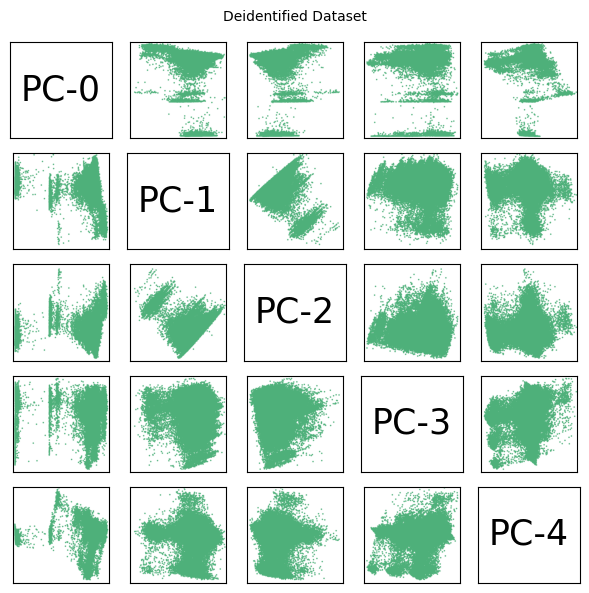 Deidentified Dataset
PC-0
PC-1
PC-2
PC-3
PC-4